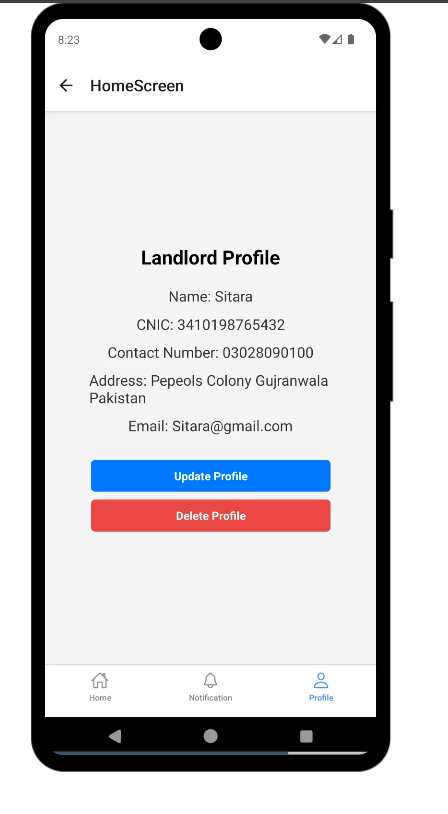 8:23
HomeScreen
Landlord Profile
Name: Sitara
CNIC: 3410198765432
Contact Number: 03028090100
Address: Pepeols Colony Gujranwala
Pakistan
Email: Sitara@gmail.com
Update Profile
Delete Profile
Home
Notification
Profile